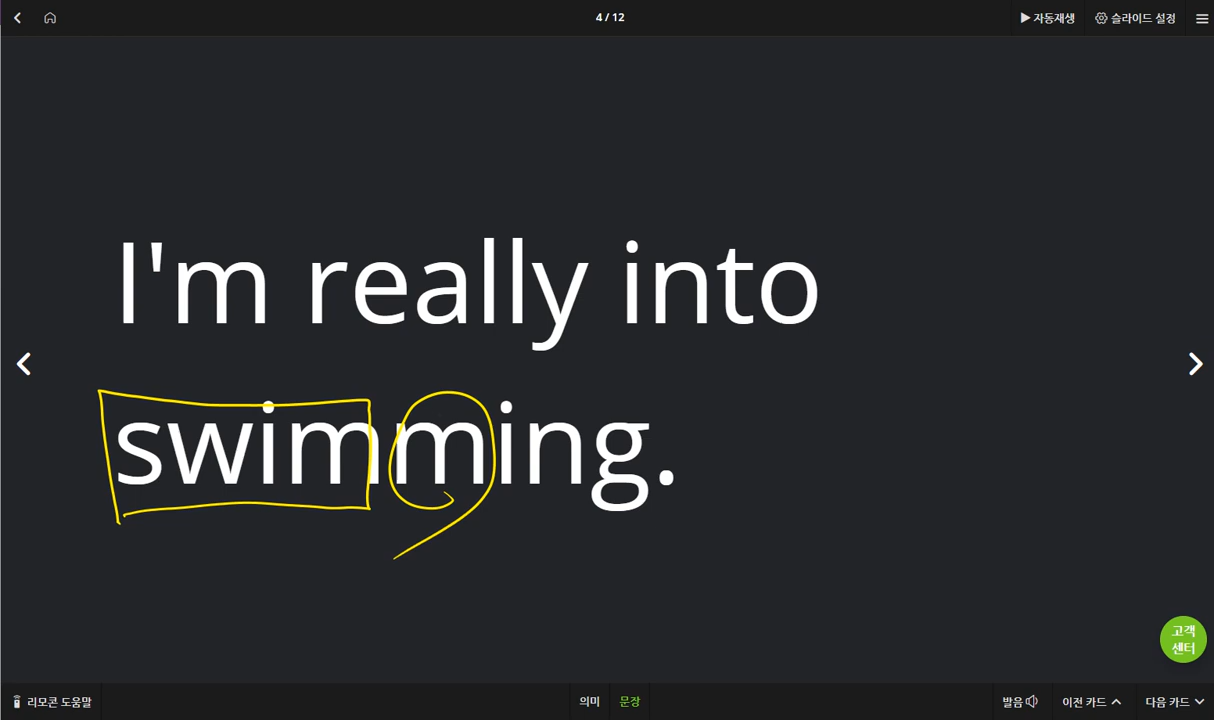 4 / 12
자동재생
슬라이드 설정
I'm really into
swimming.
고객
센터
리모콘 도움말
의미
문장
발음
이전 카드
다음 카드